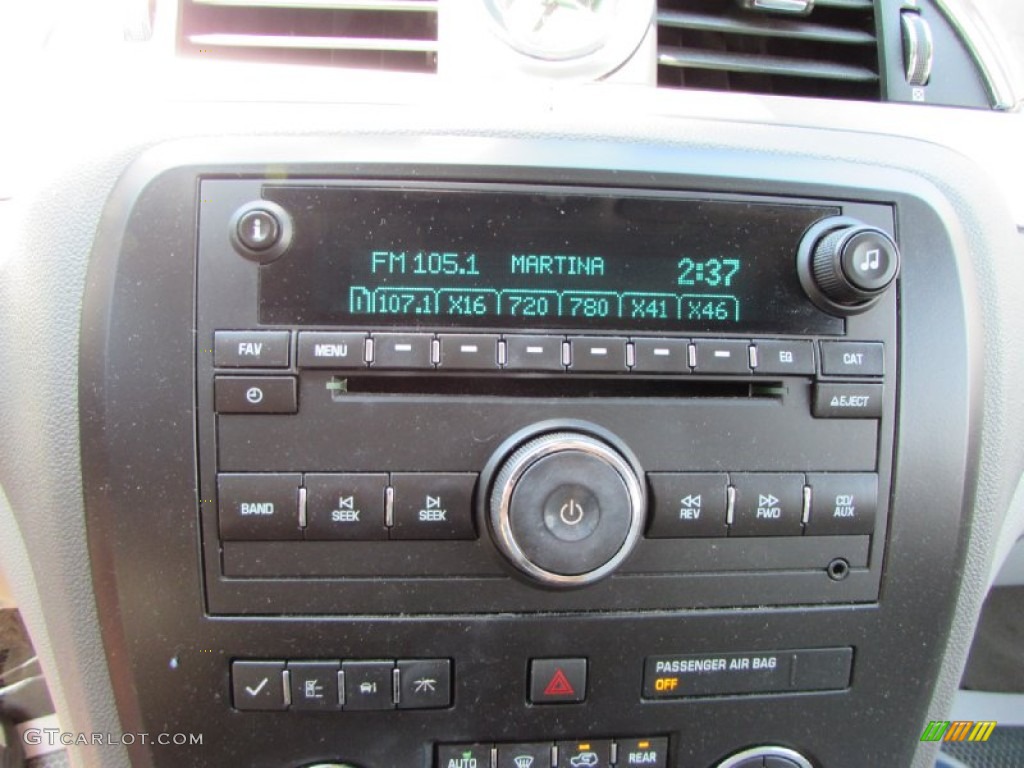 i
FM 105.1 MARTINA 2:37
107.1 X16 720 780 X41 X46
FAV MENU EQ CAT
EJECT
BAND SEEK SEEK REV FWD CD/
AUX
PASSENGER AIR BAG
OFF
AUTO REAR
GTCARLOT.COM